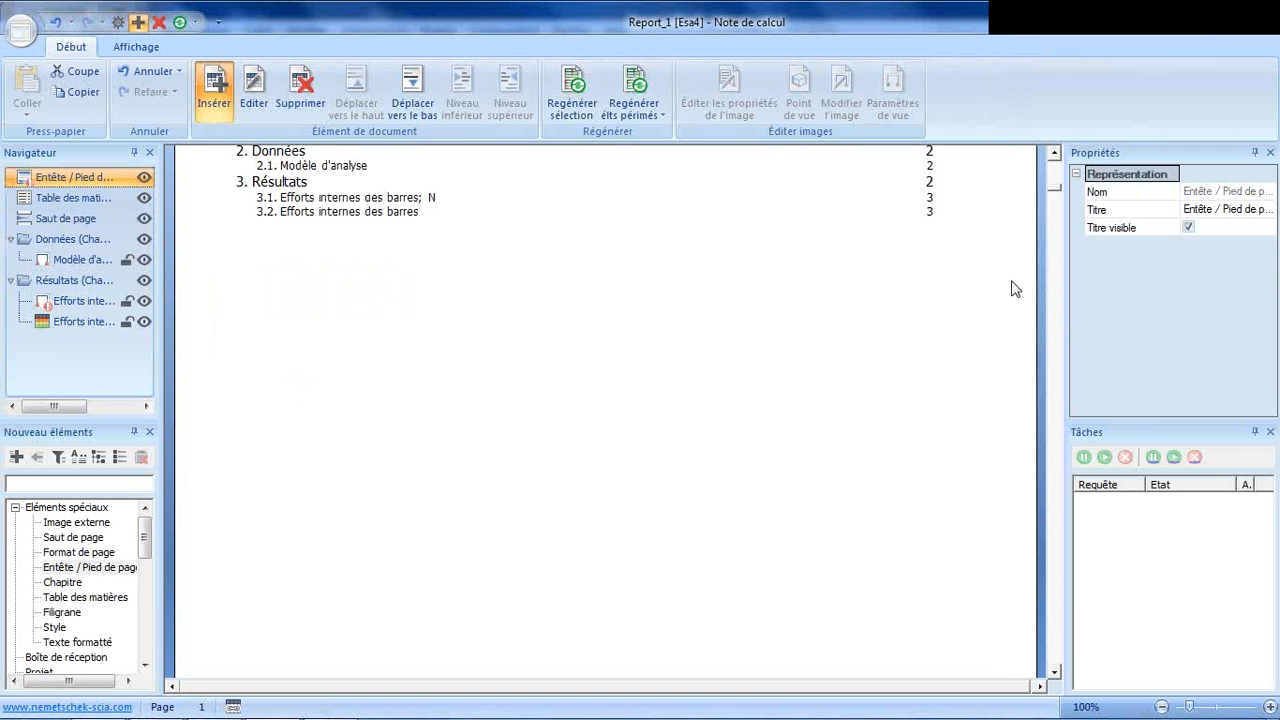 Report_1 [Esa4] - Note de calcul
Début Affichage
Coller
Coupe
Copier
Press-papier
Annuler
Refaire
Annuler
Insérer
Editer
Supprimer
Déplacer vers le haut
Déplacer vers le bas
Niveau inférieur
Niveau supérieur
Élément de document
Regénérer sélection
Regénérer élts périmés
Régénérer
Éditer les propriétés de l'image
Point de vue
Modifier l'image
Paramètres de vue
Éditer images
Navigateur
Entête / Pied d...
Table des mati...
Saut de page
Données (Cha...
Modèle d'a...
Résultats (Cha...
Efforts inte...
Efforts inte...
Nouveau éléments
Eléments spéciaux
Image externe
Saut de page
Format de page
Entête / Pied de page
Chapitre
Table des matières
Filigrane
Style
Texte formatté
Boîte de réception
Projet
2. Données 2
2.1. Modèle d'analyse 2
3. Résultats 2
3.1. Efforts internes des barres; N 3
3.2. Efforts internes des barres 3
Propriétés
Représentation
Nom Entête / Pied de p...
Titre Entête / Pied de p...
Titre visible
Tâches
Requête Etat A.
www.nemetschek-scia.com Page 1 100%